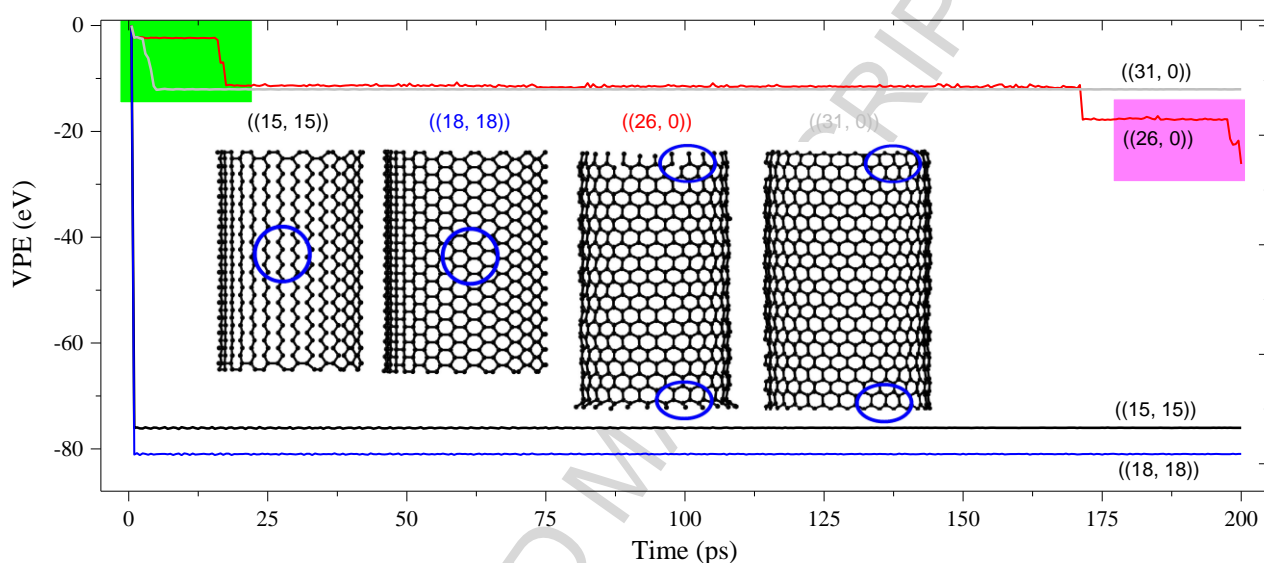 0
((31, 0))
((15, 15)) ((18, 18)) ((26, 0)) ((31, 0))
-20
((26, 0))
-40
VPE (eV)
-60
((15, 15))
-80
((18, 18))
0 25 50 75 100 125 150 175 200
Time (ps)